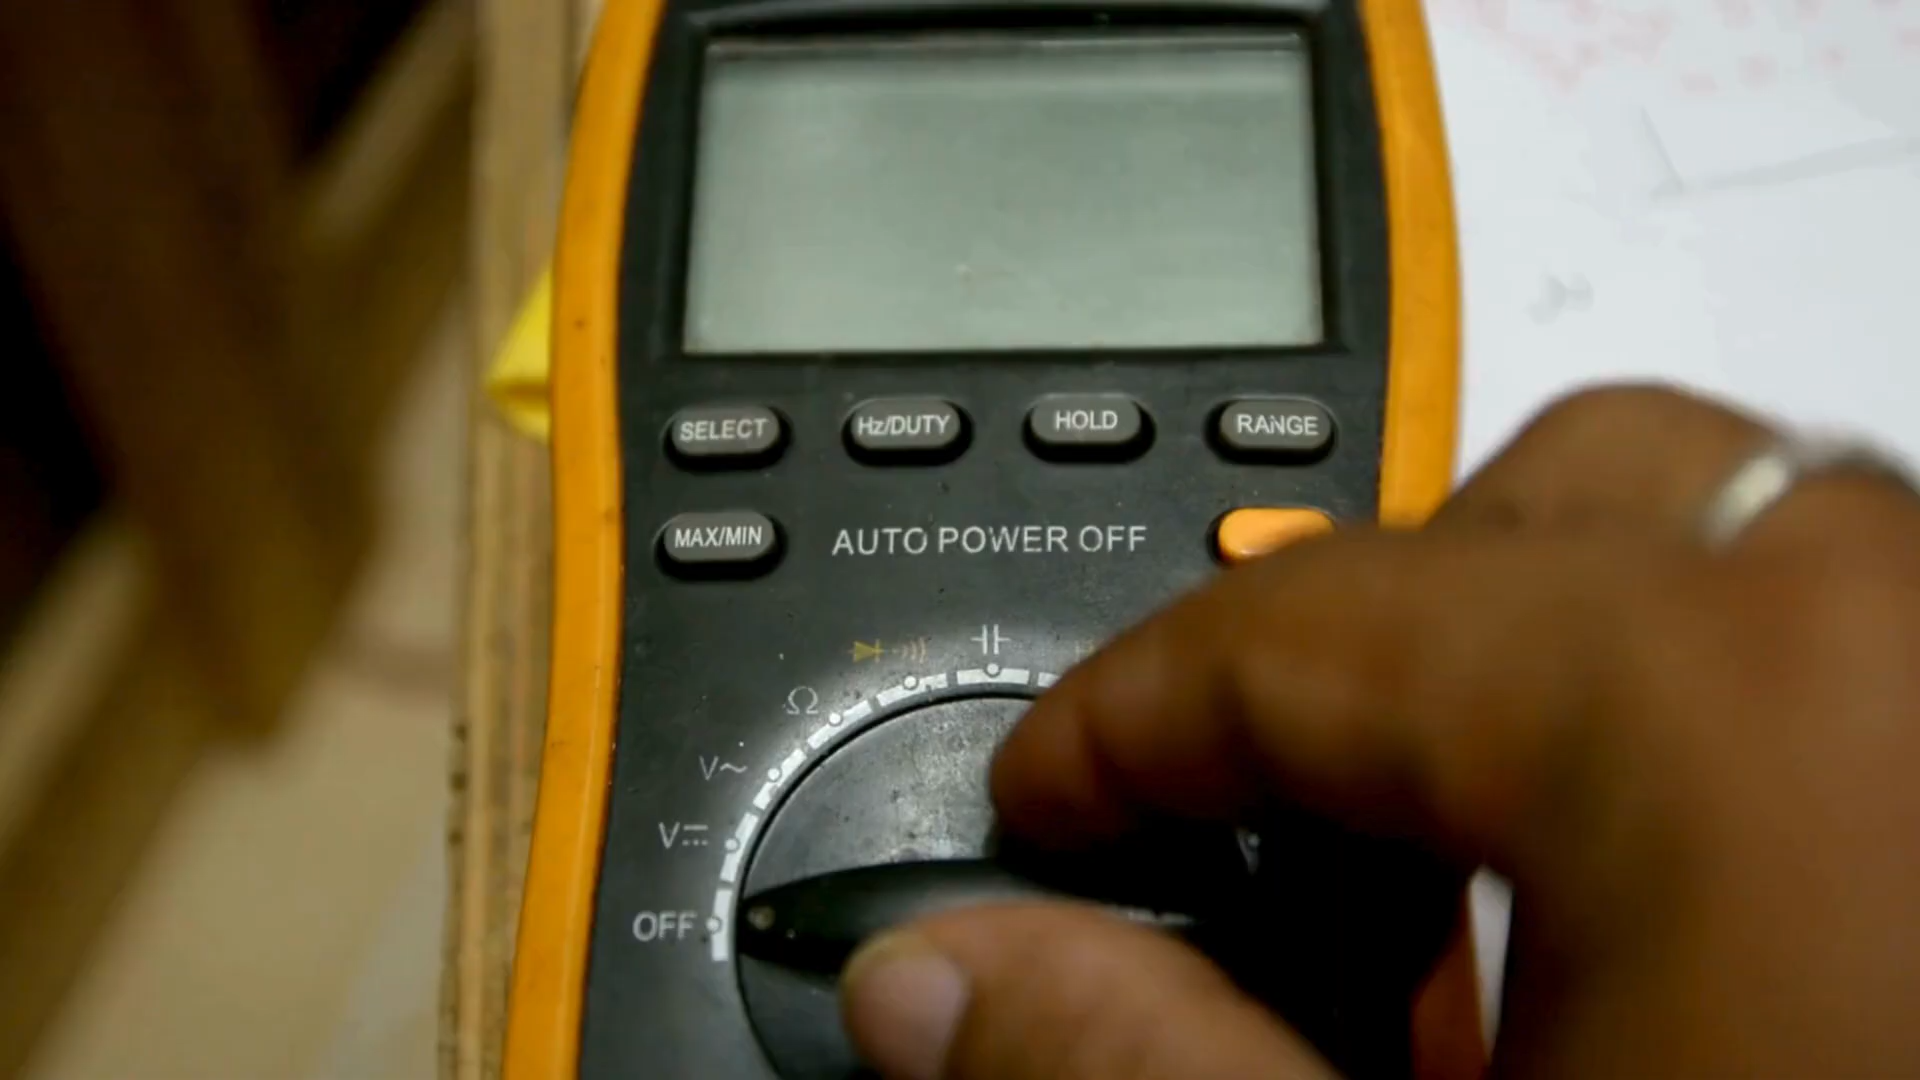 SELECT Hz/DUTY HOLD RANGE
MAX/MIN AUTO POWER OFF
Ω
V~
V⎓
OFF